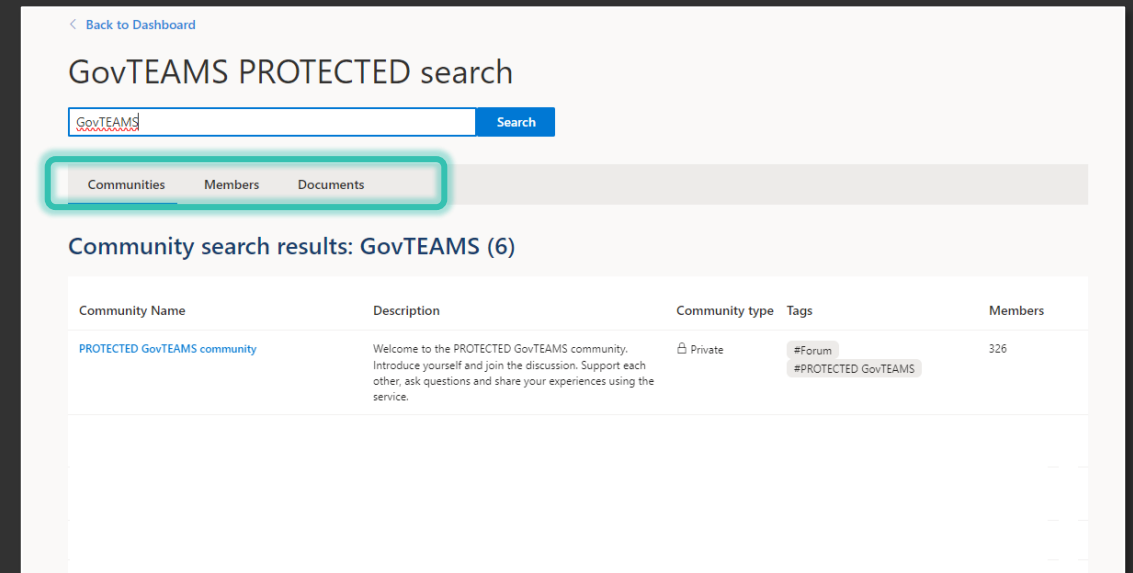 Back to Dashboard
GovTEAMS PROTECTED search
GovTEAMS
Search
Communities Members Documents
Community search results: GovTEAMS (6)
Community Name Description Community type Tags Members
PROTECTED GovTEAMS community Welcome to the PROTECTED GovTEAMS community. Private #Forum 326
Introduce yourself and join the discussion. Support each #PROTECTED GovTEAMS
other, ask questions and share your experiences using the
service.